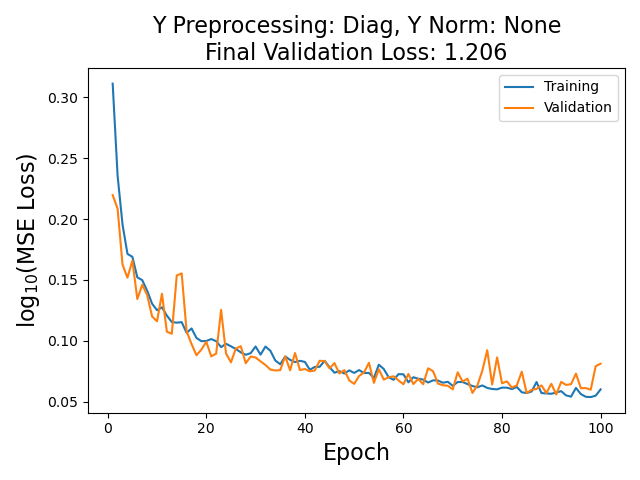 Y Preprocessing: Diag, Y Norm: None
Final Validation Loss: 1.206
Training
Validation
log₁₀(MSE Loss)
0.30
0.25
0.20
0.15
0.10
0.05
0 20 40 60 80 100
Epoch